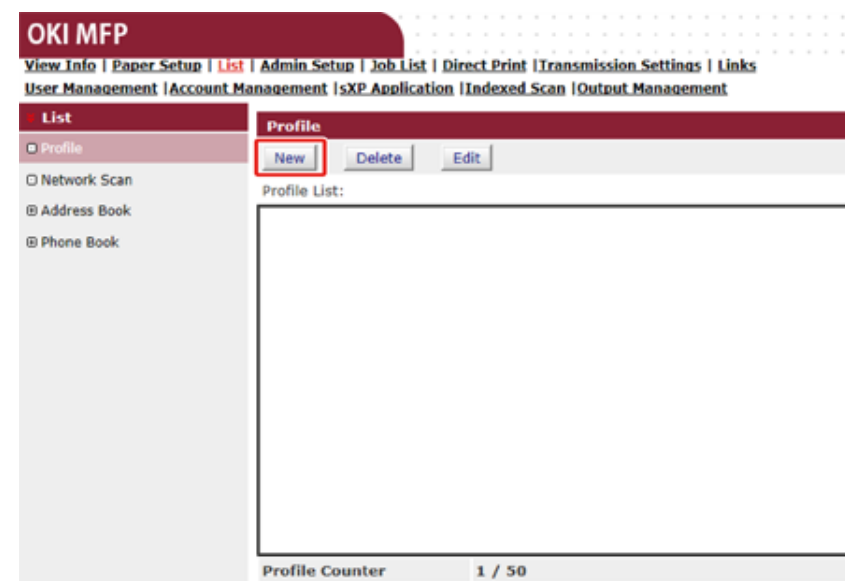 OKI MFP
View Info | Paper Setup | List | Admin Setup | Job List | Direct Print |Transmission Settings | Links
User Management |Account Management |sXP Application |Indexed Scan |Output Management
List
Profile
Network Scan
Address Book
Phone Book
Profile
New Delete Edit
Profile List:
Profile Counter 1 / 50